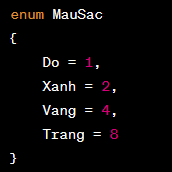 enum MauSac
{
    Do = 1,
    Xanh = 2,
    Vang = 4,
    Trang = 8
}